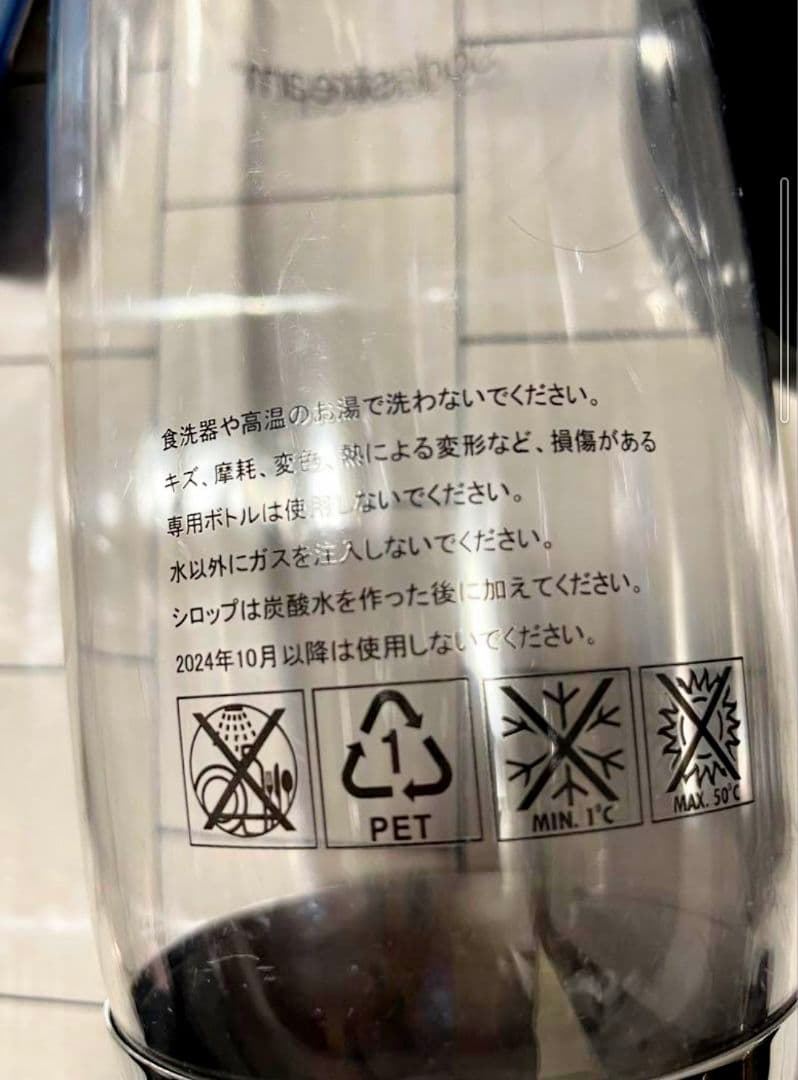 sodastream
食洗器や高温のお湯で洗わないでください。
キズ、摩耗、変色、熱による変形など、損傷がある
専用ボトルは使用しないでください。
水以外にガスを注入しないでください。
シロップは炭酸水を作った後に加えてください。
2024年10月以降は使用しないでください。
1
PET
MIN. 1°C
MAX. 50°C